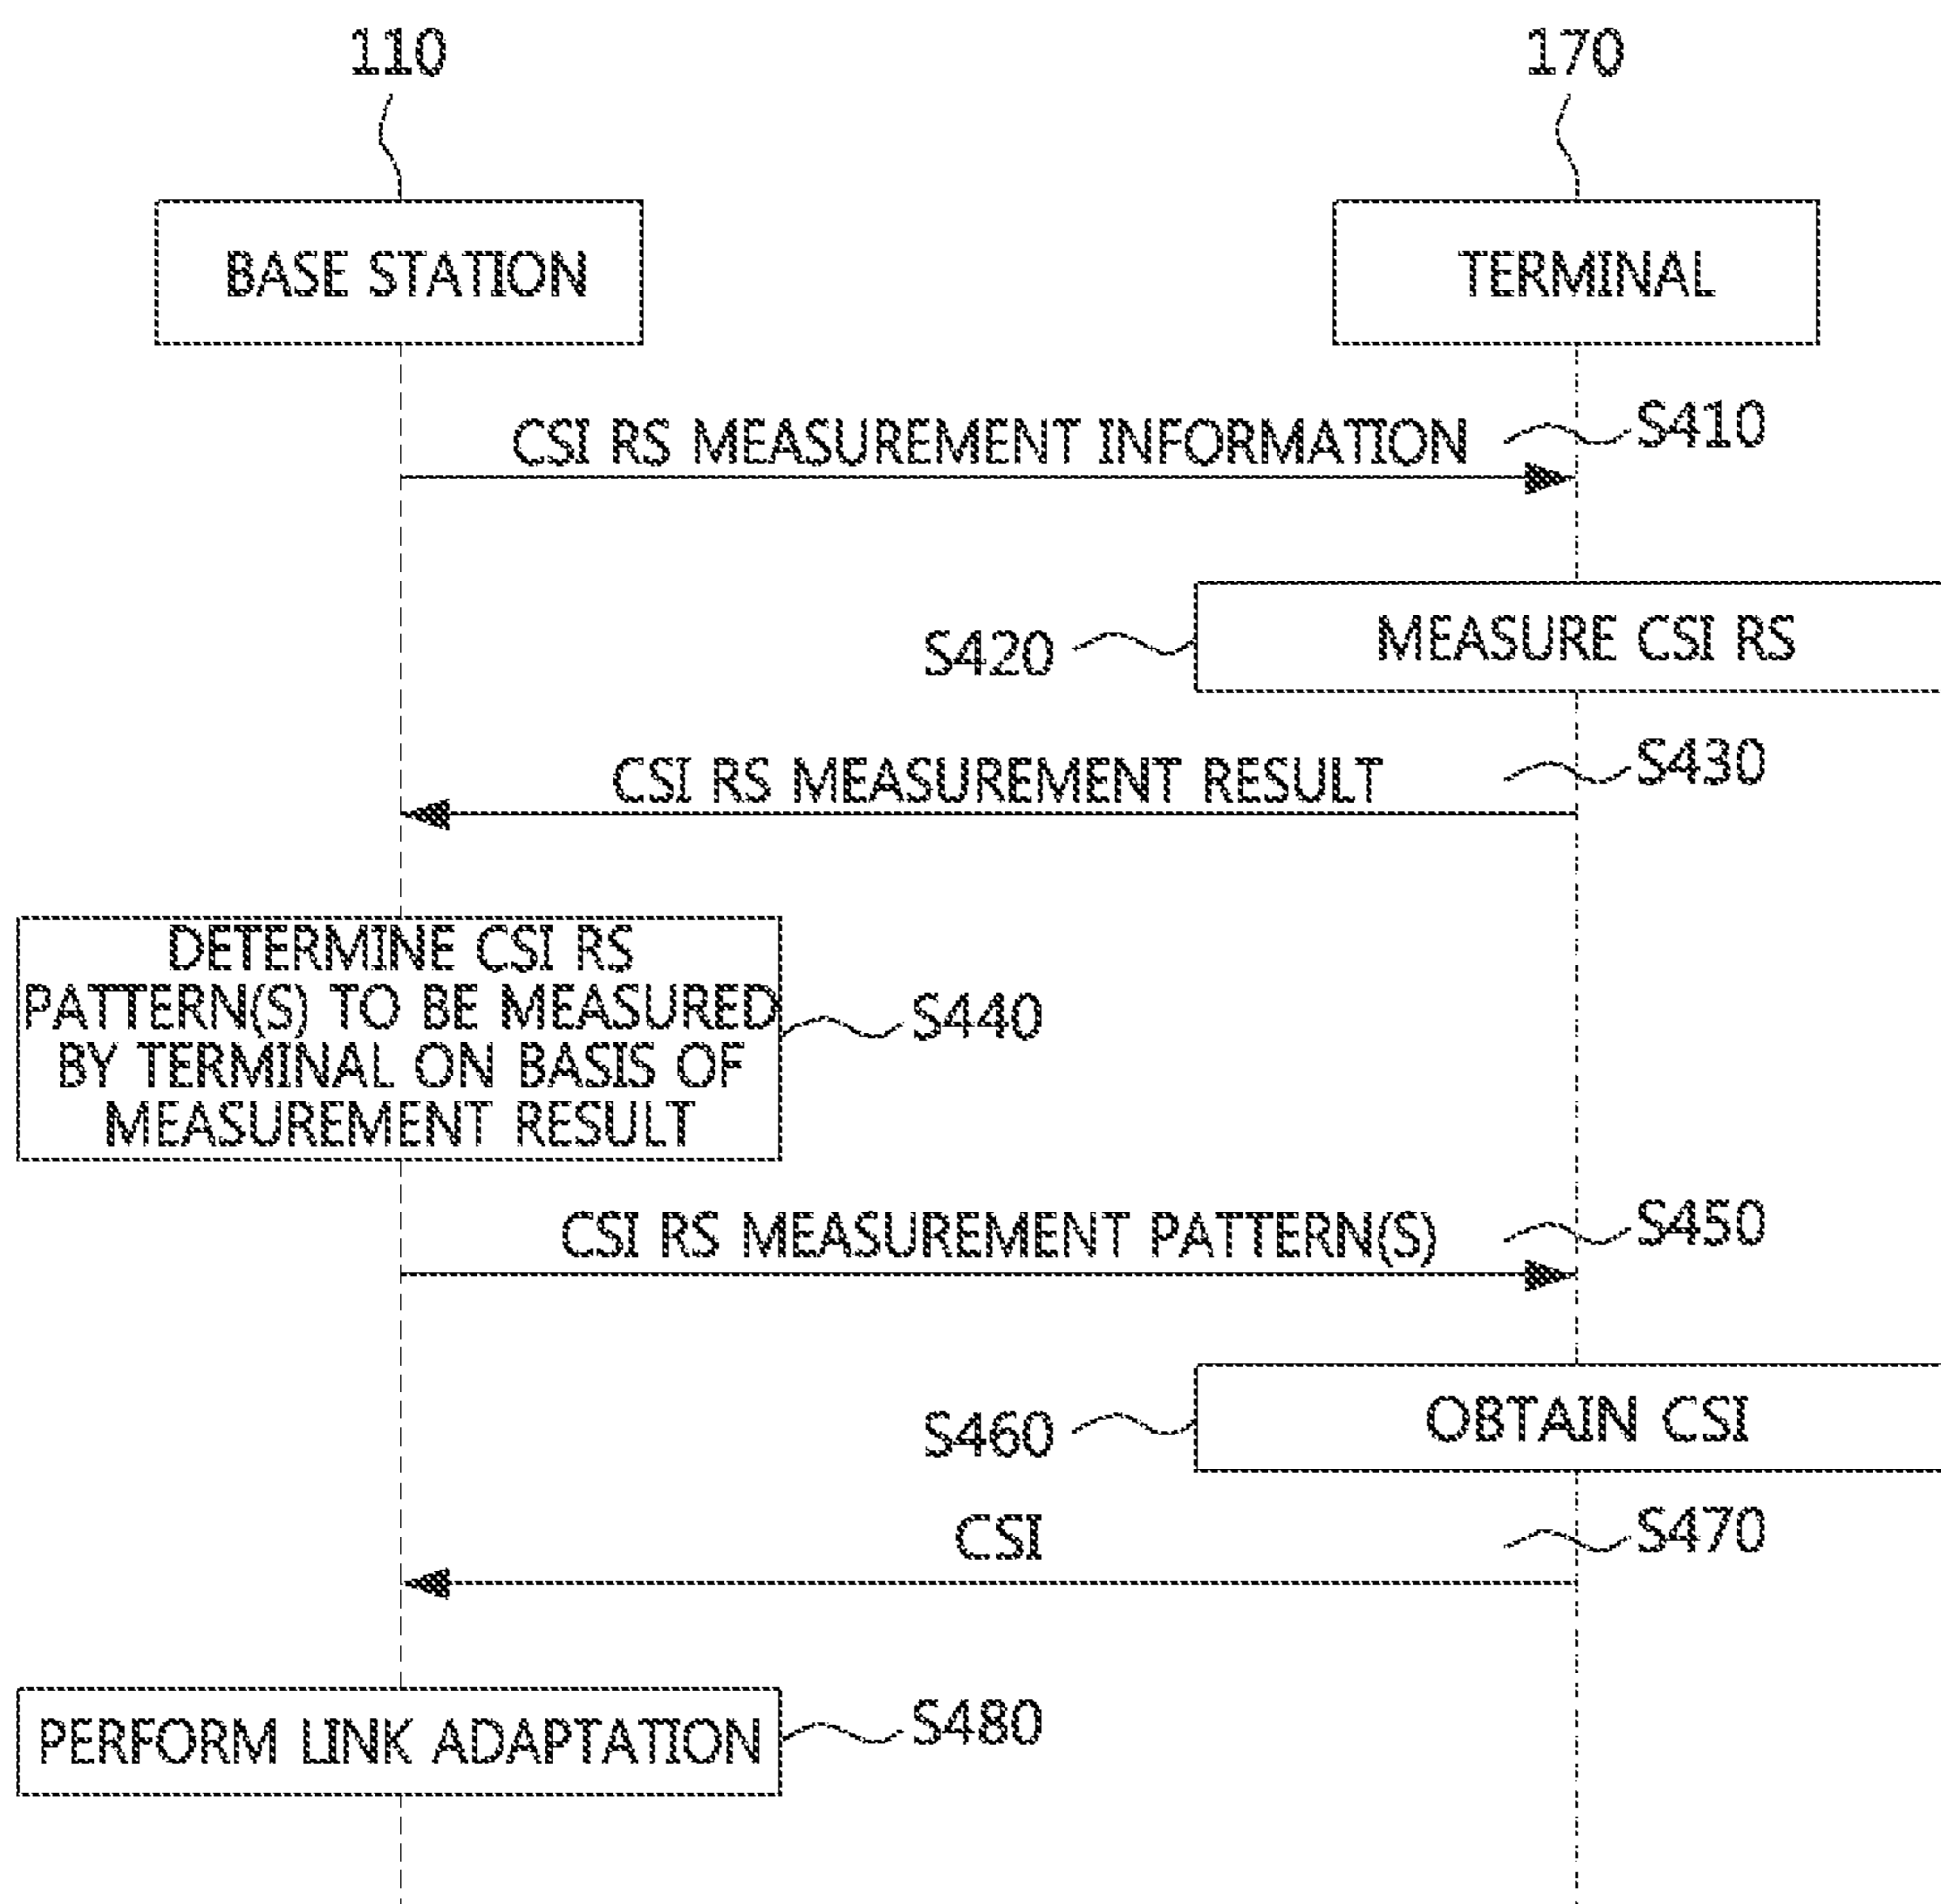 110
170
BASE STATION
TERMINAL
CSI RS MEASUREMENT INFORMATION
S410
MEASURE CSI RS
S420
CSI RS MEASUREMENT RESULT
S430
DETERMINE CSI RS
PATTERN(S) TO BE MEASURED
BY TERMINAL ON BASIS OF
MEASUREMENT RESULT
S440
CSI RS MEASUREMENT PATTERN(S)
S450
OBTAIN CSI
S460
CSI
S470
PERFORM LINK ADAPTATION
S480